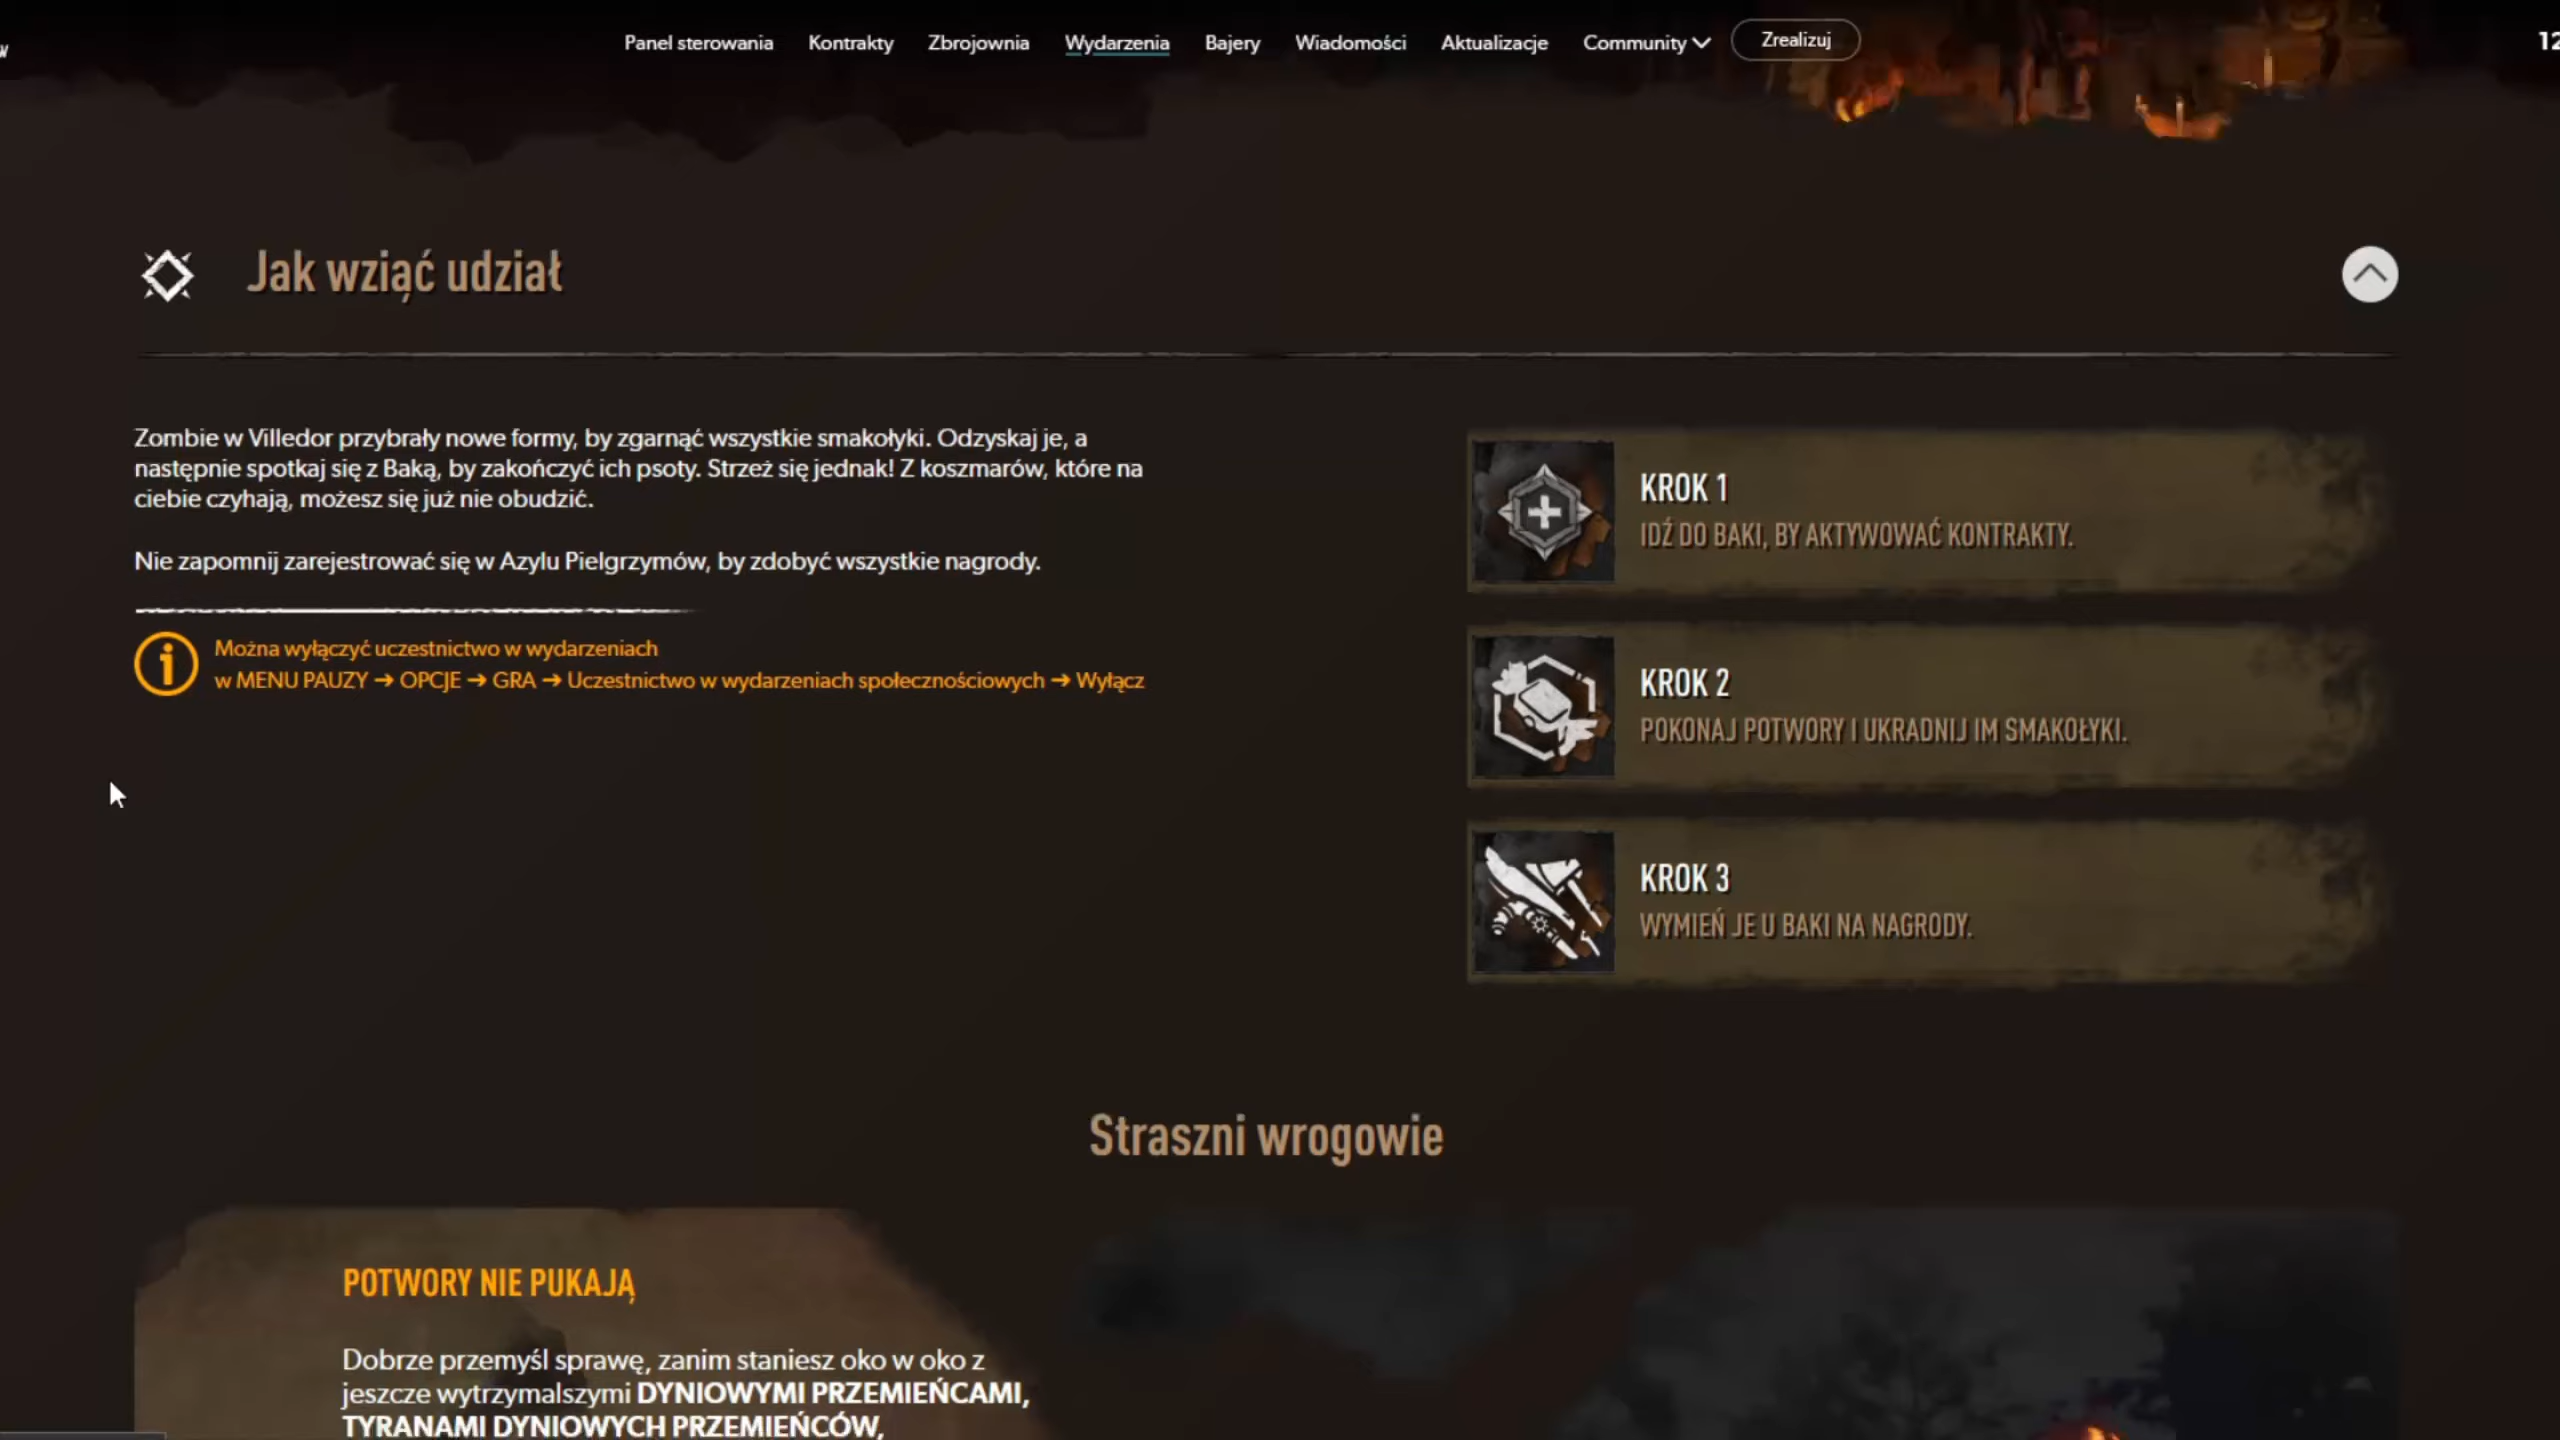 Panel sterowania Kontrakty Zbrojownia Wydarzenia Bajery Wiadomości Aktualizacje Community Zrealizuj 12
Jak wziąć udział
Zombie w Villedor przybrały nowe formy, by zgarnąć wszystkie smakołyki. Odzyskaj je, a
następnie spotkaj się z Baką, by zakończyć ich psoty. Strzeż się jednak! Z koszmarów, które na
ciebie czyhają, możesz się już nie obudzić.
Nie zapomnij zarejestrować się w Azylu Pielgrzymów, by zdobyć wszystkie nagrody.
Można wyłączyć uczestnictwo w wydarzeniach
w MENU PAUZY → OPCJE → GRA → Uczestnictwo w wydarzeniach społecznościowych → Wyłącz
KROK 1
IDŹ DO BAKI, BY AKTYWOWAĆ KONTRAKTY.
KROK 2
POKONAJ POTWORY I UKRADNIJ IM SMAKOŁYKI.
KROK 3
WYMIEŃ JE U BAKI NA NAGRODY.
Straszni wrogowie
POTWORY NIE PUKAJĄ
Dobrze przemyśl sprawę, zanim staniesz oko w oko z
jeszcze wytrzymalszymi DYNIOWYMI PRZEMIEŃCAMI,
TYRANAMI DYNIOWYCH PRZEMIEŃCÓW,